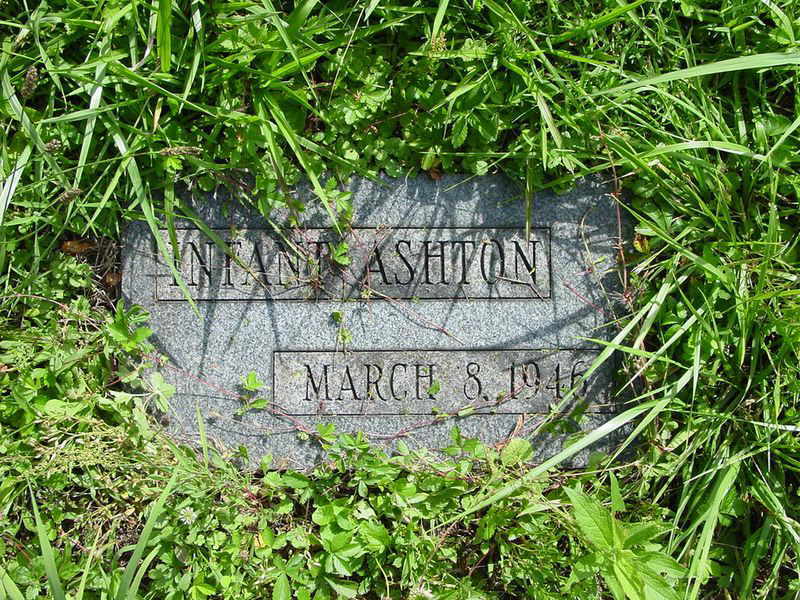 INFANT ASHTON
MARCH 8, 1946